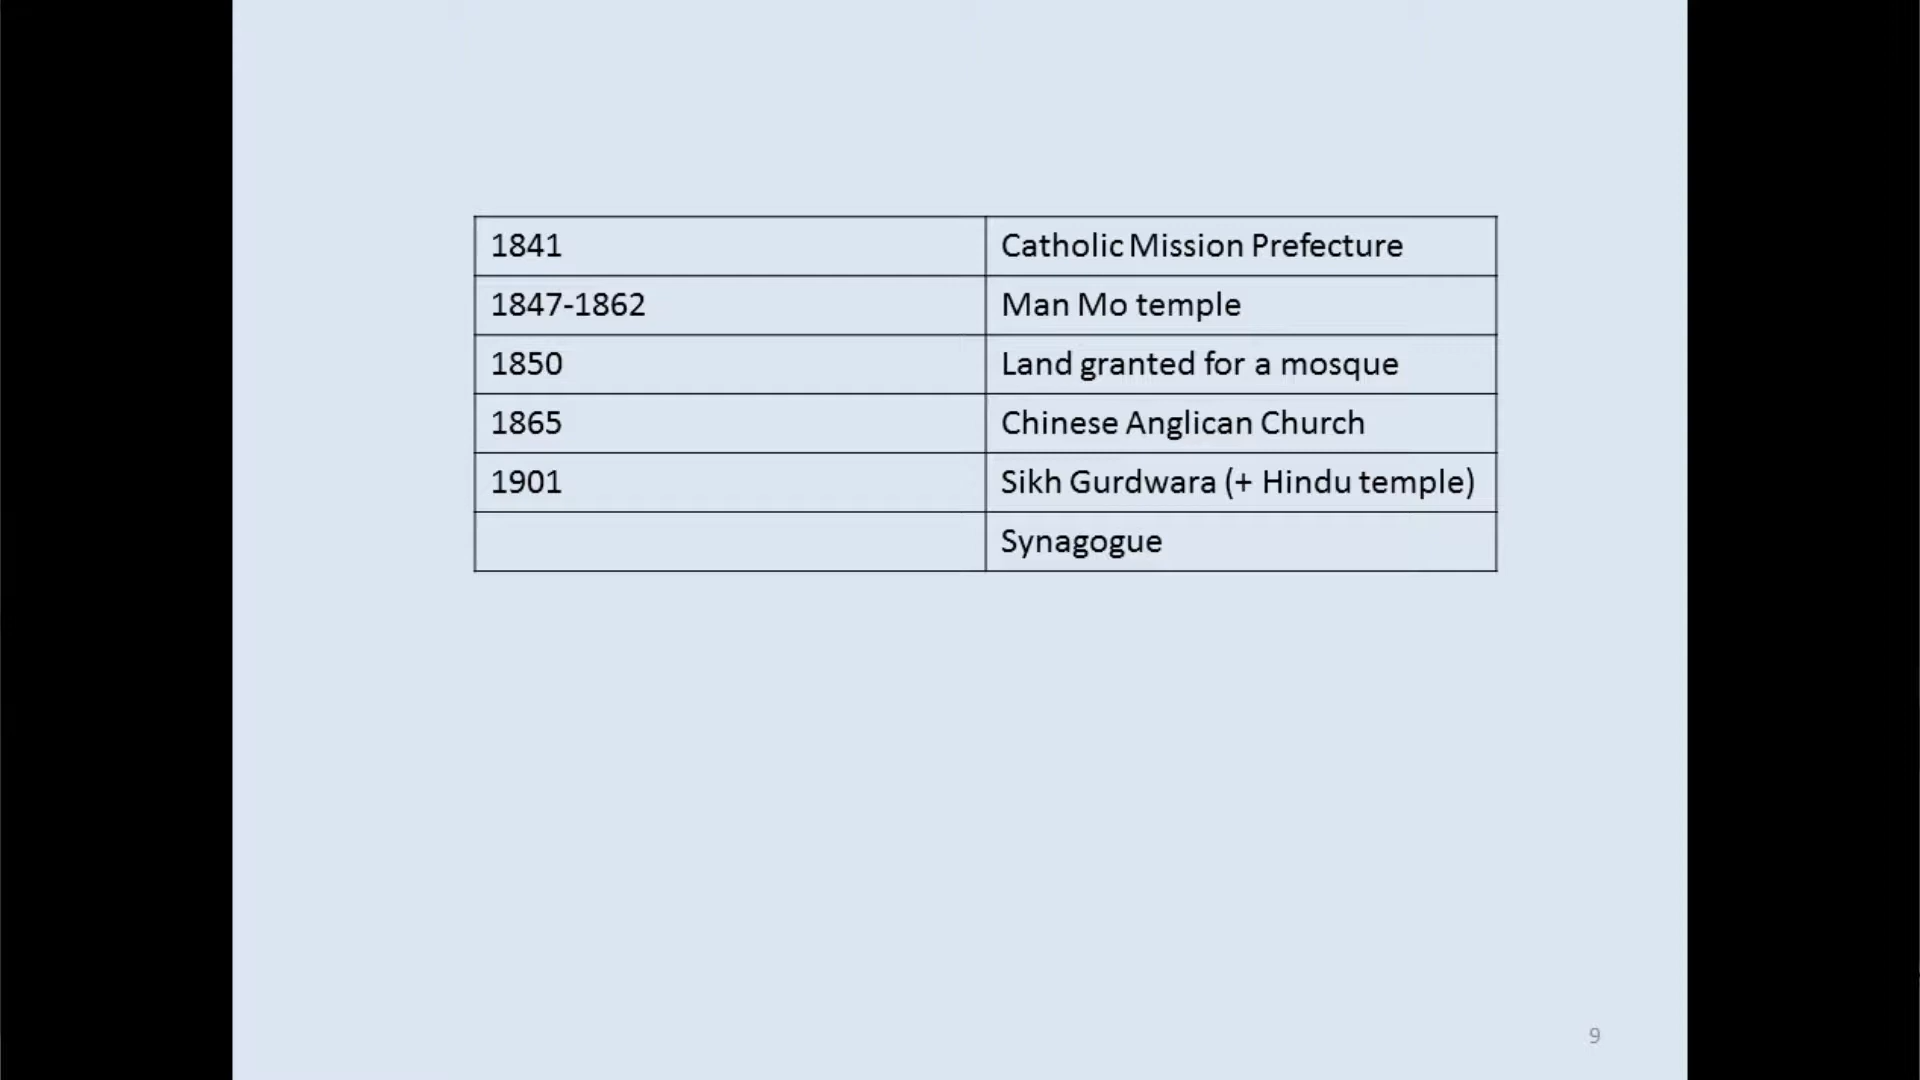 1841 Catholic Mission Prefecture
1847-1862 Man Mo temple
1850 Land granted for a mosque
1865 Chinese Anglican Church
1901 Sikh Gurdwara (+ Hindu temple)
Synagogue
9